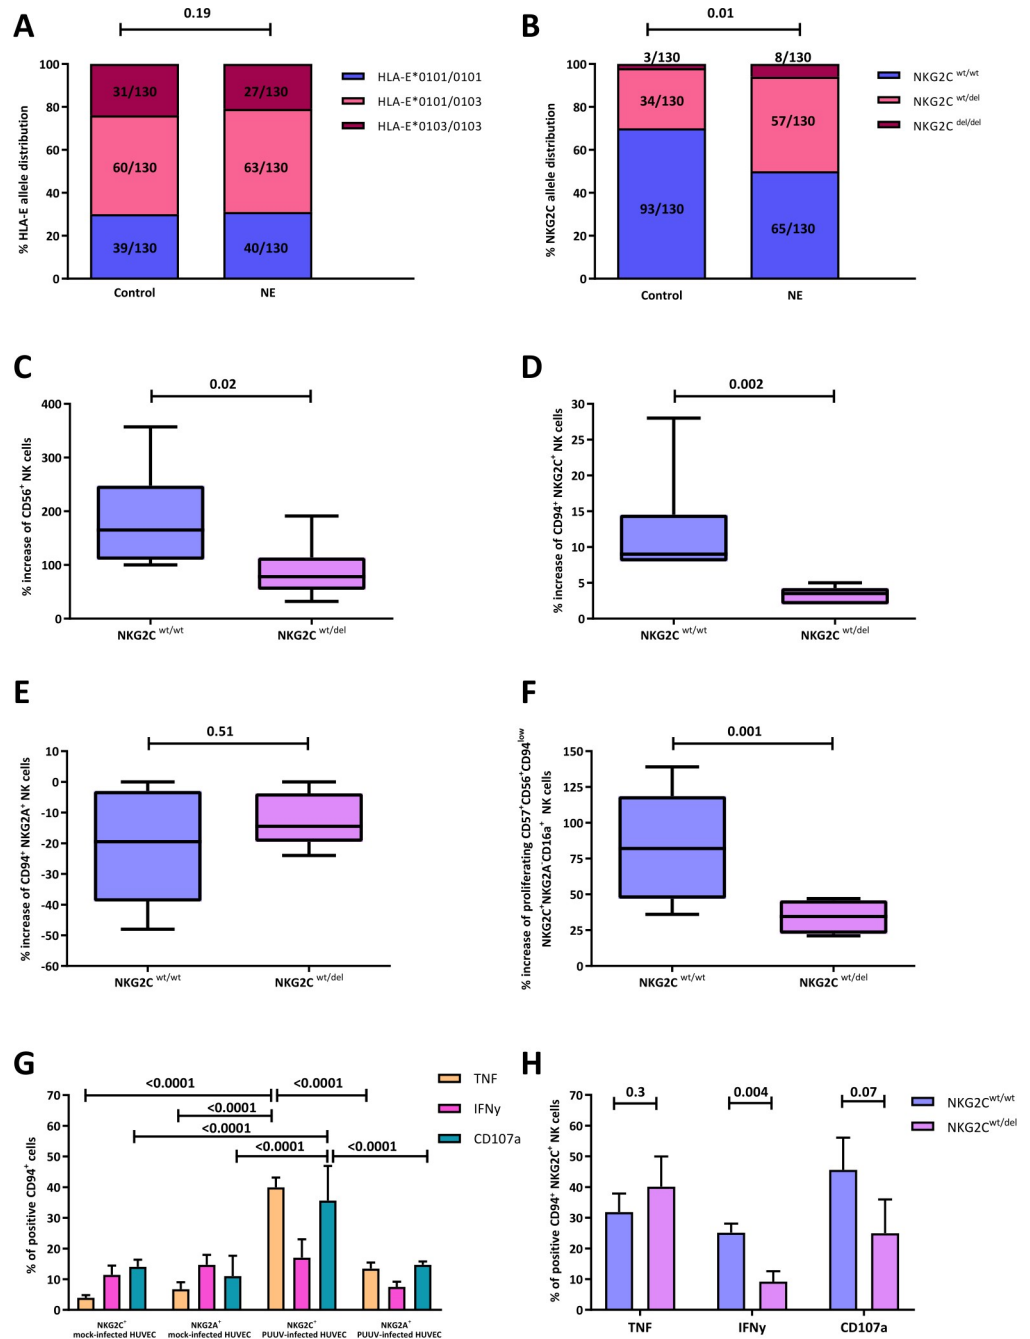 A
0.19
100
80
60
40
20
0
% HLA-E allele distribution
31/130
27/130
60/130
63/130
39/130
40/130
Control
NE
HLA-E*0101/0101
HLA-E*0101/0103
HLA-E*0103/0103
B
0.01
100
80
60
40
20
0
% NKG2C allele distribution
3/130
8/130
34/130
57/130
93/130
65/130
Control
NE
NKG2C wt/wt
NKG2C wt/del
NKG2C del/del
C
0.02
400
300
200
100
0
% increase of CD56+ NK cells
NKG2C wt/wt
NKG2C wt/del
D
0.002
30
25
20
15
10
5
0
% increase of CD94+ NKG2C+ NK cells
NKG2C wt/wt
NKG2C wt/del
E
0.51
10
0
-10
-20
-30
-40
-50
-60
% increase of CD94+ NKG2A+ NK cells
NKG2C wt/wt
NKG2C wt/del
F
0.001
150
125
100
75
50
25
0
% increase of proliferating CD57+CD56+CD94low
NKG2C+NKG2A-CD16a+ NK cells
NKG2C wt/wt
NKG2C wt/del
G
<0.0001
<0.0001
<0.0001
<0.0001
<0.0001
<0.0001
TNF
IFNγ
CD107a
70
60
50
40
30
20
10
0
% of positive CD94+ cells
NKG2C+
mock-infected HUVEC
NKG2A+
mock-infected HUVEC
NKG2C+
PUUV-infected HUVEC
NKG2A+
PUUV-infected HUVEC
H
0.3
0.004
0.07
NKG2Cwt/wt
NKG2Cwt/del
70
60
50
40
30
20
10
0
% of positive CD94+ NKG2C+ NK cells
TNF
IFNγ
CD107a